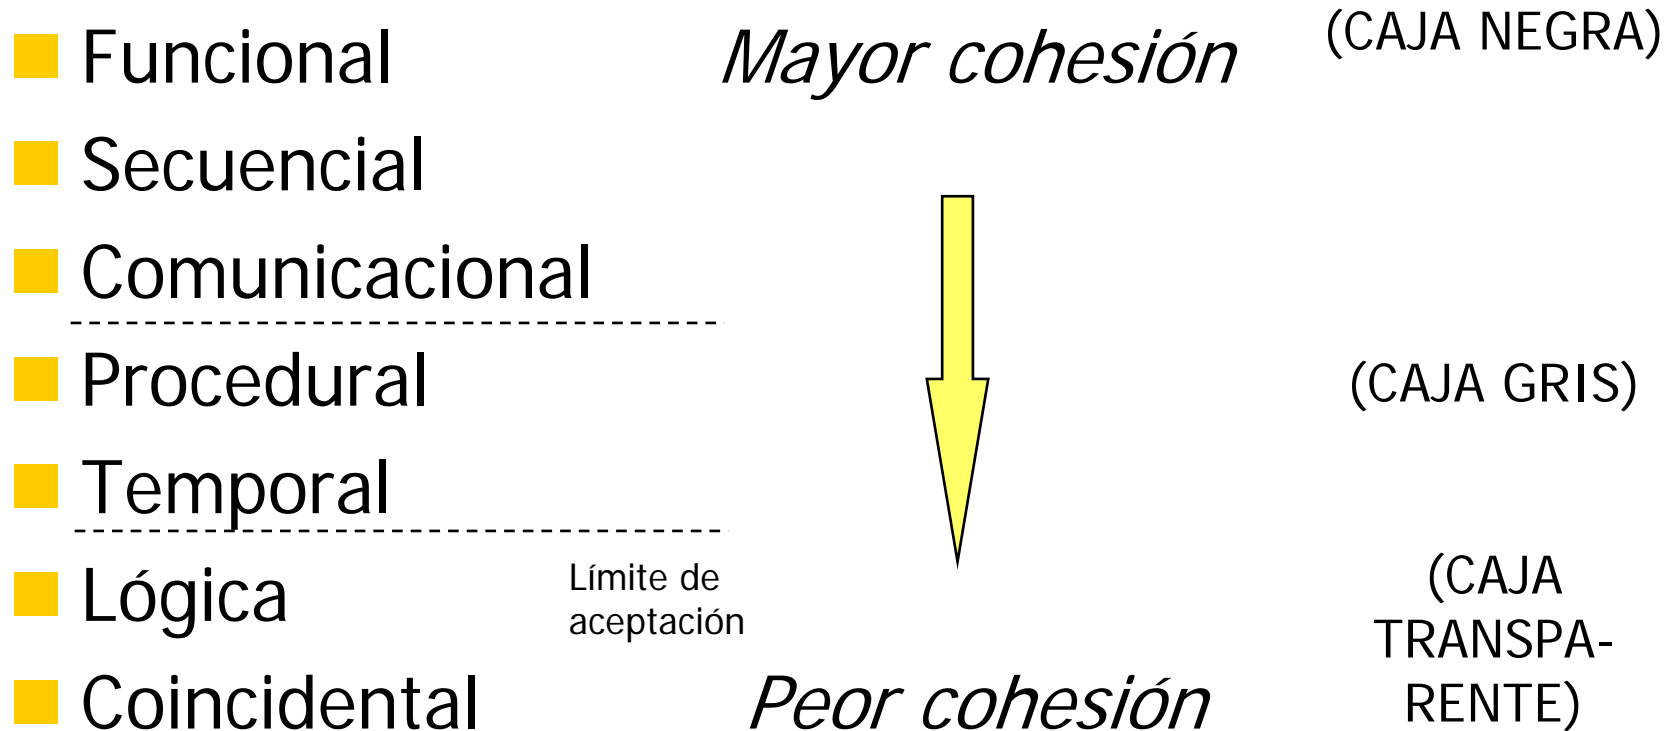 Funcional
Mayor cohesión
(CAJA NEGRA)
Secuencial
Comunicacional
Procedural
(CAJA GRIS)
Temporal
Lógica
Límite de
aceptación
(CAJA
TRANSPA-
RENTE)
Coincidental
Peor cohesión